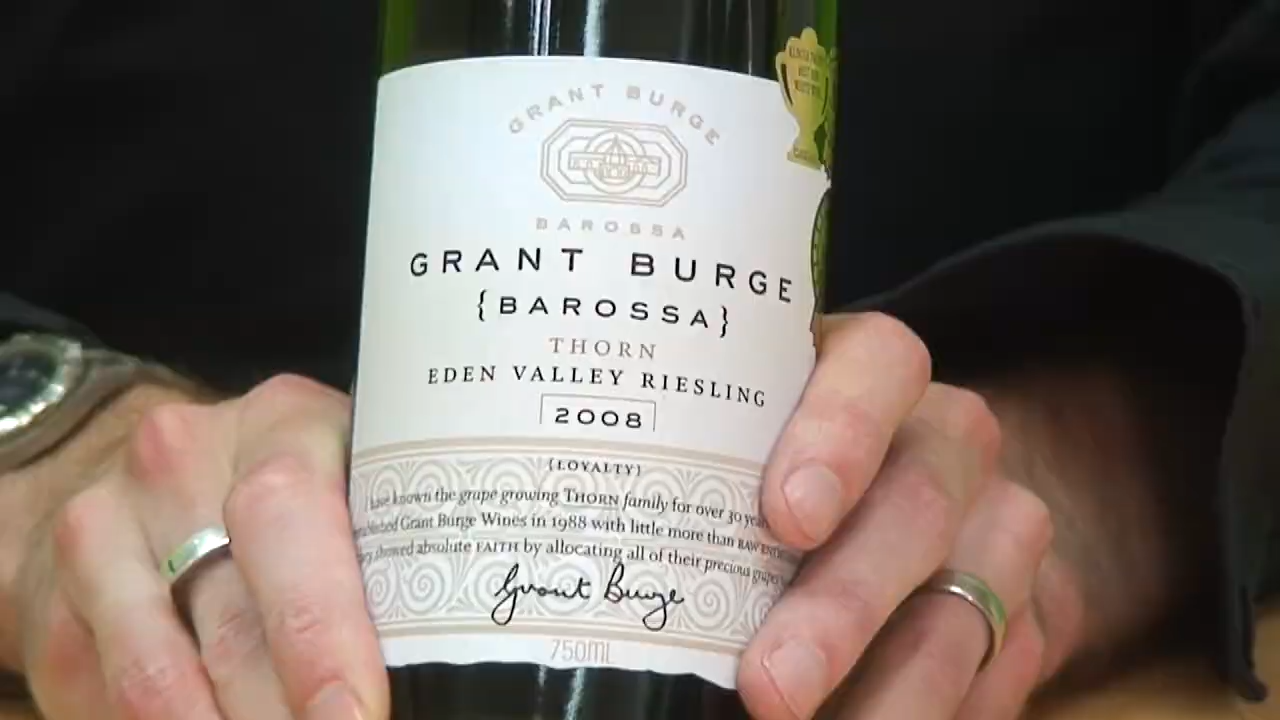 GRANT BURGE
BAROSSA
GRANT BURGE
{BAROSSA}
THORN
EDEN VALLEY RIESLING
2008
{LOYALTY}
I have known the grape growing THORN family for over 30 years
Grant Burge Wines in 1988 with little more than RAW
showed absolute FAITH by allocating all of their precious grapes
Grant Burge
750ML